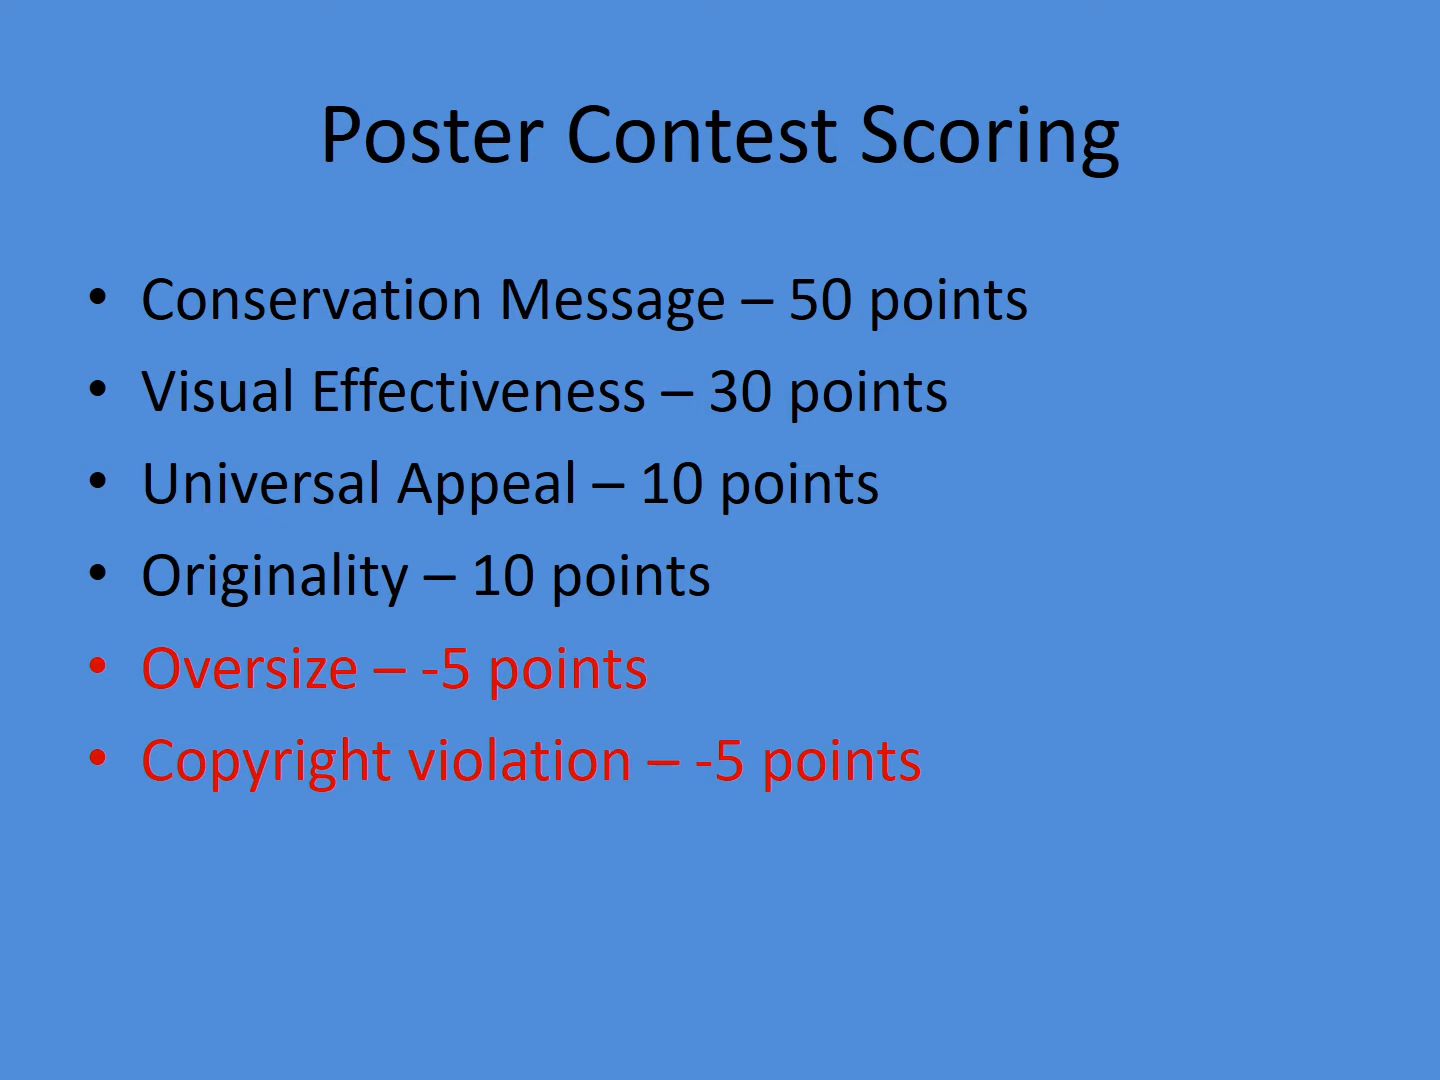 Poster Contest Scoring
• Conservation Message – 50 points
• Visual Effectiveness – 30 points
• Universal Appeal – 10 points
• Originality – 10 points
• Oversize – -5 points
• Copyright violation – -5 points